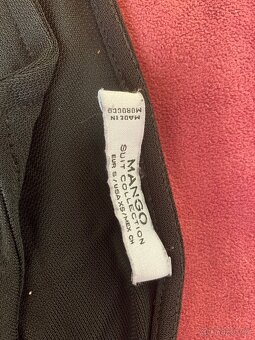 MADE IN
MOROCCO
MANGO
SUIT COLLECTION
EUR S/USA XS/MEX CH